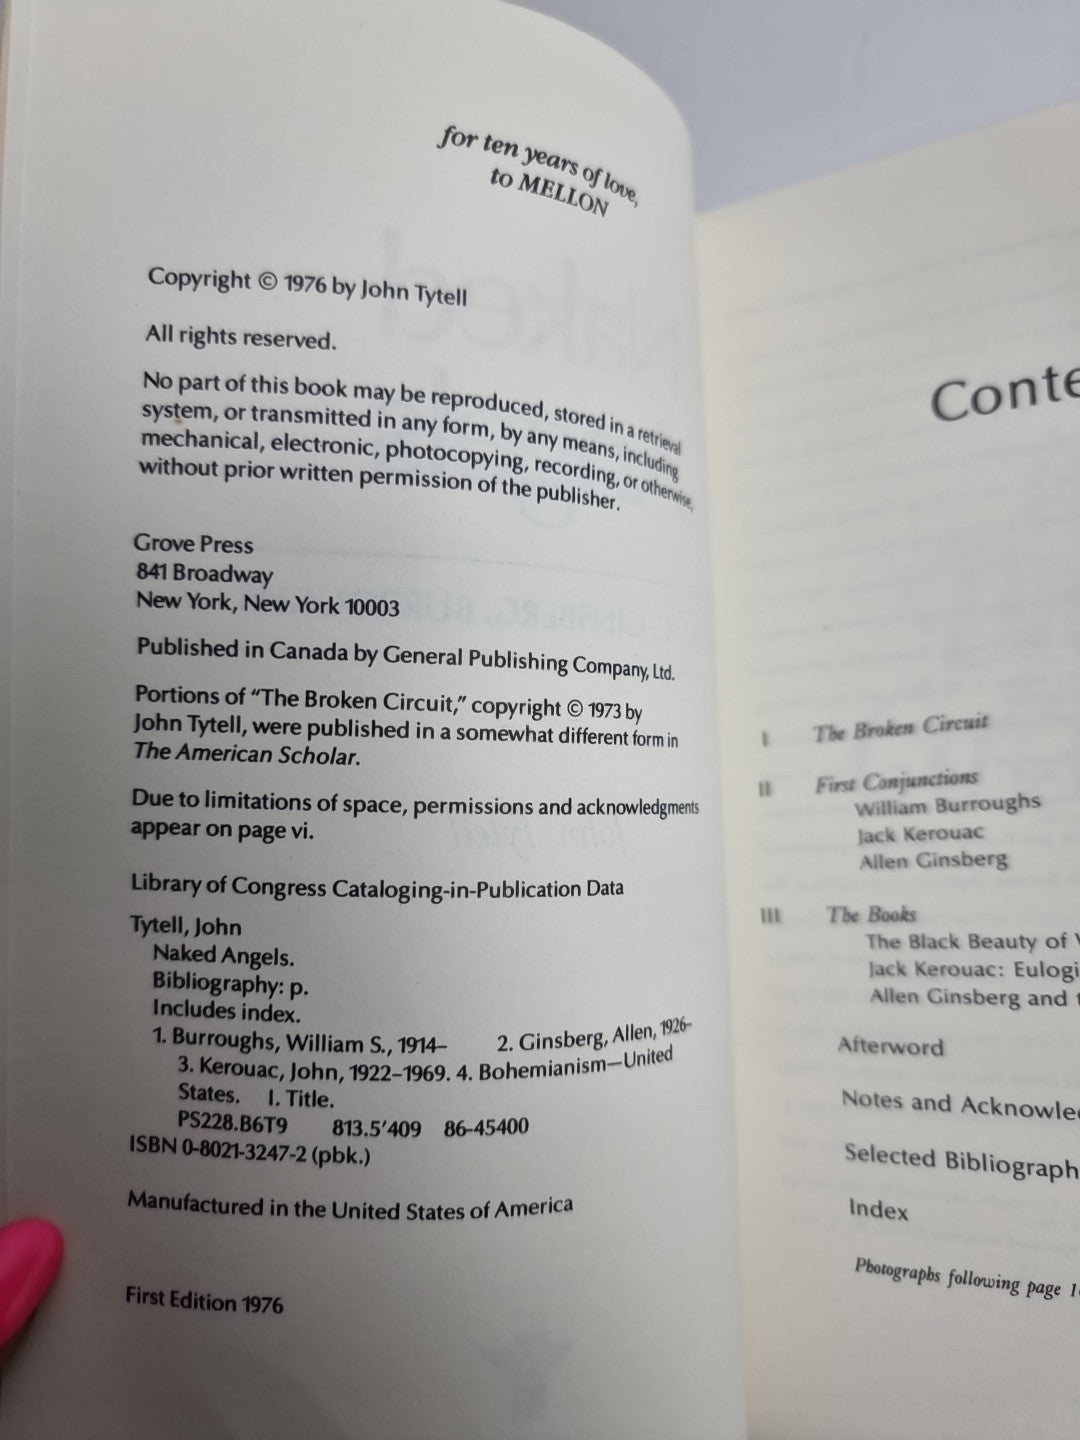 for ten years of love,
to MELLON
Copyright © 1976 by John Tytell
All rights reserved.
No part of this book may be reproduced, stored in a retrieval
system, or transmitted in any form, by any means, including
mechanical, electronic, photocopying, recording, or otherwise,
without prior written permission of the publisher.
Grove Press
841 Broadway
New York, New York 10003
Published in Canada by General Publishing Company, Ltd.
Portions of “The Broken Circuit,” copyright © 1973 by
John Tytell, were published in a somewhat different form in
The American Scholar.
Due to limitations of space, permissions and acknowledgments
appear on page vi.
Library of Congress Cataloging-in-Publication Data
Tytell, John
Naked Angels.
Bibliography: p.
Includes index.
1. Burroughs, William S., 1914– 2. Ginsberg, Allen, 1926–
3. Kerouac, John, 1922–1969. 4. Bohemianism—United
States. I. Title.
PS228.B6T9 813.5′409 86-45400
ISBN 0-8021-3247-2 (pbk.)
Manufactured in the United States of America
First Edition 1976
Conte
I The Broken Circuit
II First Conjunctions
William Burroughs
Jack Kerouac
Allen Ginsberg
III The Books
The Black Beauty of
Jack Kerouac: Eulogi
Allen Ginsberg and
Afterword
Notes and Acknowle
Selected Bibliograph
Index
Photographs following page